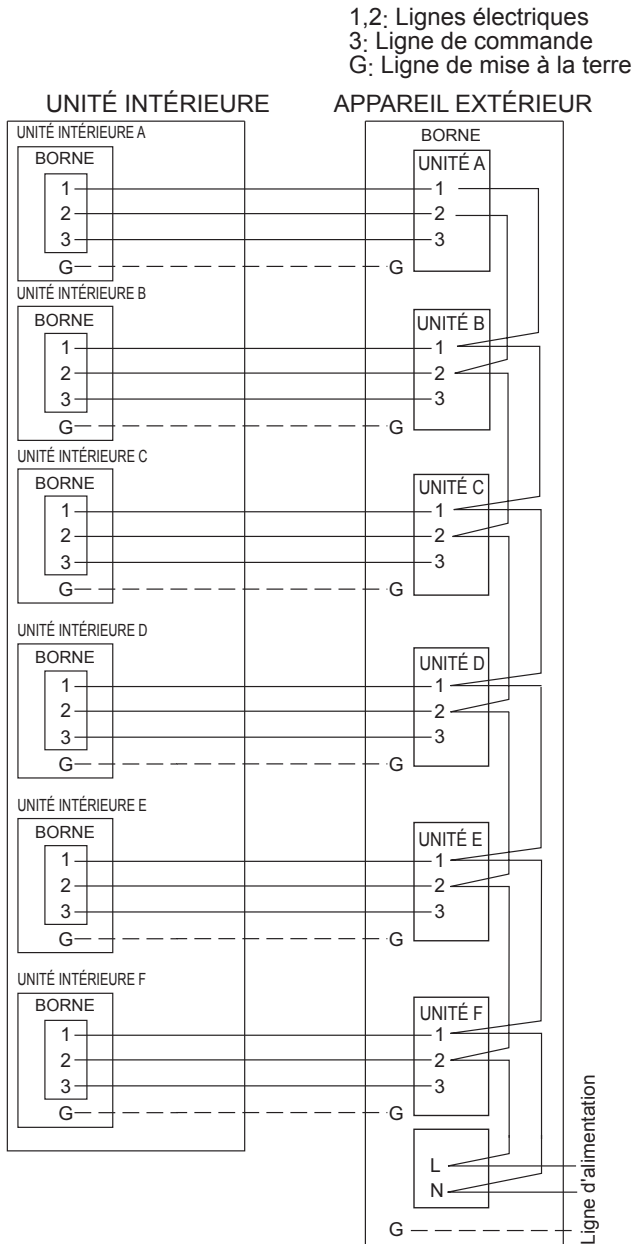 1,2: Lignes électriques
3: Ligne de commande
G: Ligne de mise à la terre
UNITÉ INTÉRIEURE APPAREIL EXTÉRIEUR
UNITÉ INTÉRIEURE A BORNE
BORNE UNITÉ A
1 1
2 2
3 3
G G
UNITÉ INTÉRIEURE B
BORNE UNITÉ B
1 1
2 2
3 3
G G
UNITÉ INTÉRIEURE C
BORNE UNITÉ C
1 1
2 2
3 3
G G
UNITÉ INTÉRIEURE D
BORNE UNITÉ D
1 1
2 2
3 3
G G
UNITÉ INTÉRIEURE E
BORNE UNITÉ E
1 1
2 2
3 3
G G
UNITÉ INTÉRIEURE F
BORNE UNITÉ F
1 1
2 2
3 3
G G
L
N
G
Ligne d'alimentation